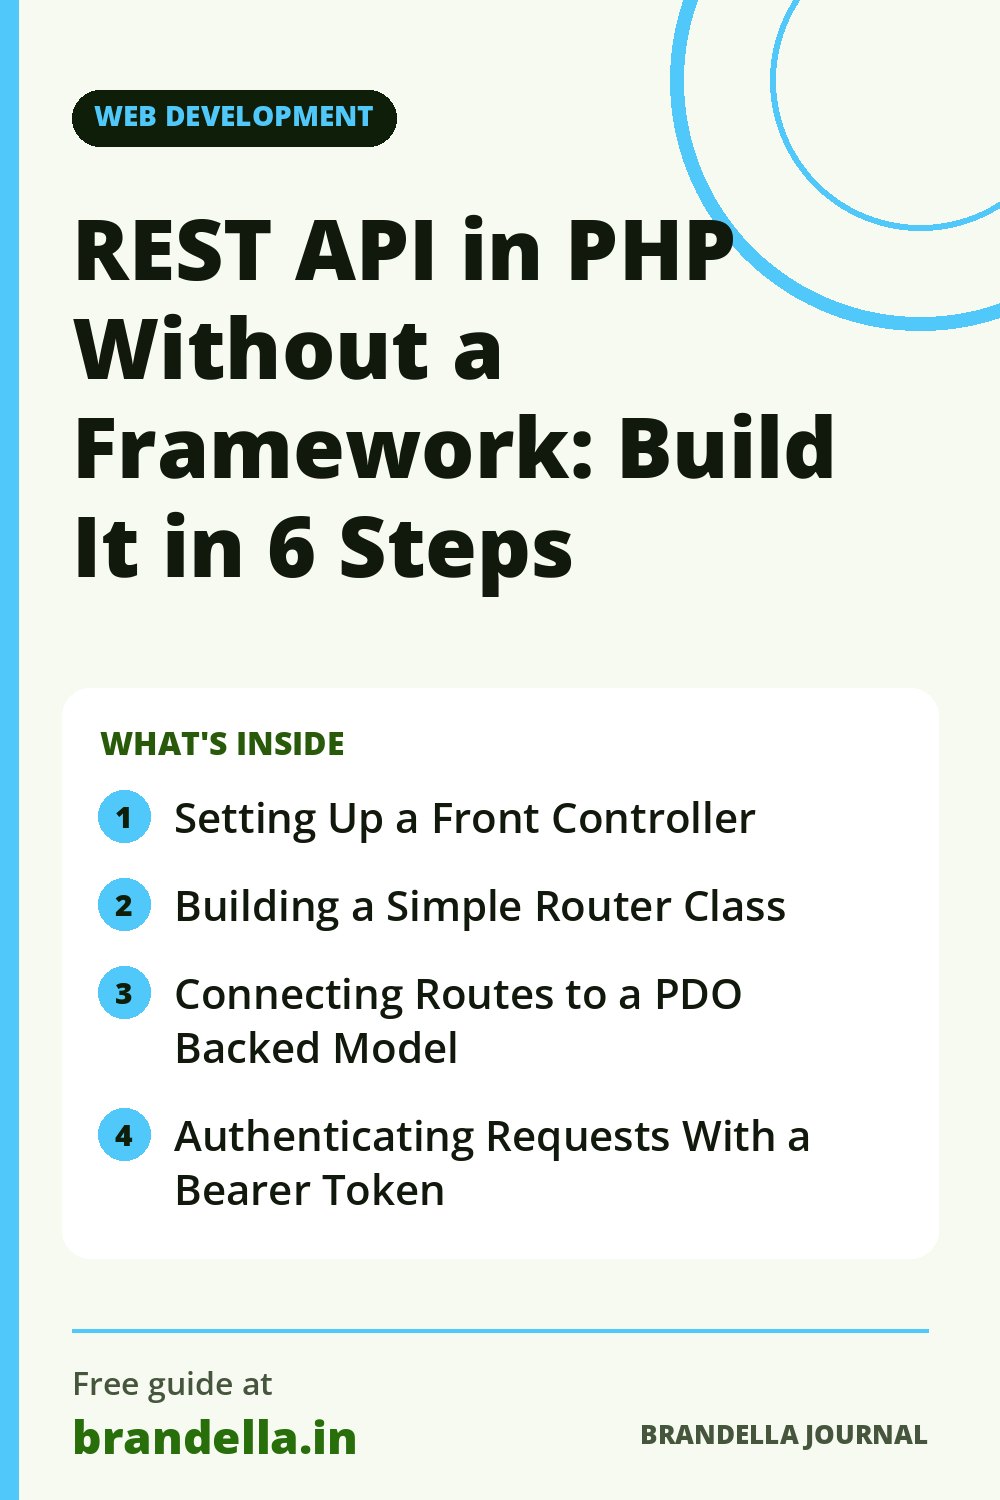 WEB DEVELOPMENT
REST API in PHP
Without a
Framework: Build
It in 6 Steps
WHAT'S INSIDE
1 Setting Up a Front Controller
2 Building a Simple Router Class
3 Connecting Routes to a PDO
Backed Model
4 Authenticating Requests With a
Bearer Token
Free guide at
brandella.in
BRANDELLA JOURNAL